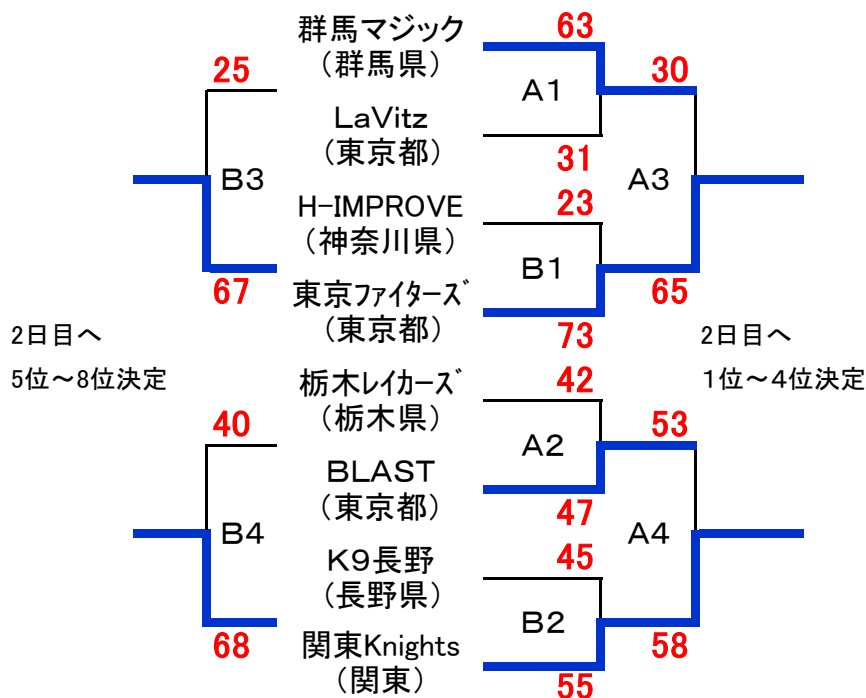 群馬マジック
(群馬県)
63
25
30
A1
LaVitz
(東京都)
31
B3
A3
H-IMPROVE
(神奈川県)
23
B1
67
65
東京ﾌｧｲﾀｰｽﾞ
(東京都)
73
2日目へ
5位～8位決定
2日目へ
1位～4位決定
栃木ﾚｲｶｰｽﾞ
(栃木県)
42
40
53
A2
BLAST
(東京都)
47
B4
A4
K9長野
(長野県)
45
B2
68
58
関東Knights
(関東)
55